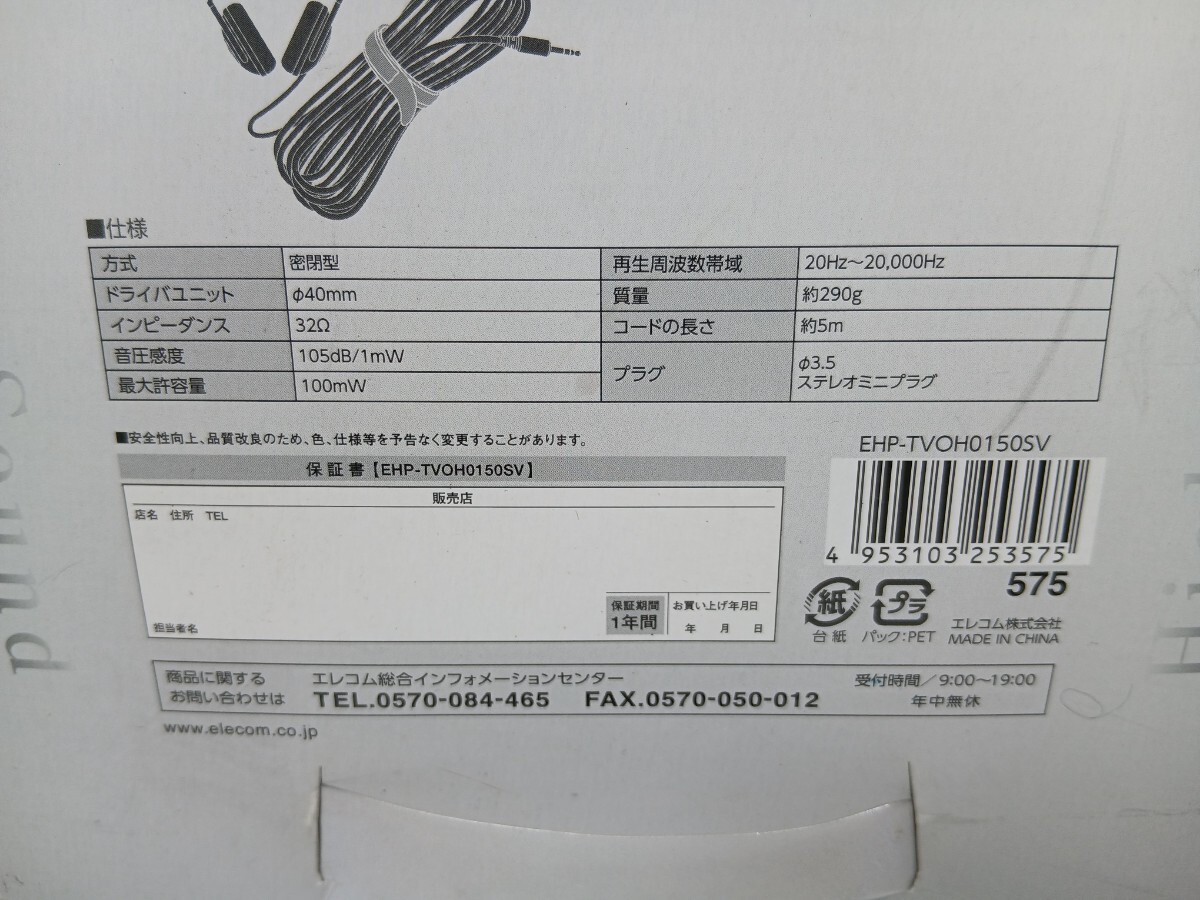 ■仕様
方式 密閉型 再生周波数帯域 20Hz～20,000Hz
ドライバユニット φ40mm 質量 約290g
インピーダンス 32Ω コードの長さ 約5m
音圧感度 105dB/1mW プラグ φ3.5
ステレオミニプラグ
最大許容量 100mW
■安全性向上、品質改良のため、色、仕様等を予告なく変更することがあります。
保証書【EHP-TVOH0150SV】
販売店
店名 住所 TEL
担当者名
保証期間
1年間
お買い上げ年月日
年 月 日
EHP-TVOH0150SV
4 953103 253575
575
紙
台紙
プラ
パック:PET
エレコム株式会社
MADE IN CHINA
商品に関する
お問い合わせは
エレコム総合インフォメーションセンター
TEL.0570-084-465 FAX.0570-050-012
受付時間／9:00～19:00
年中無休
www.elecom.co.jp
Sound